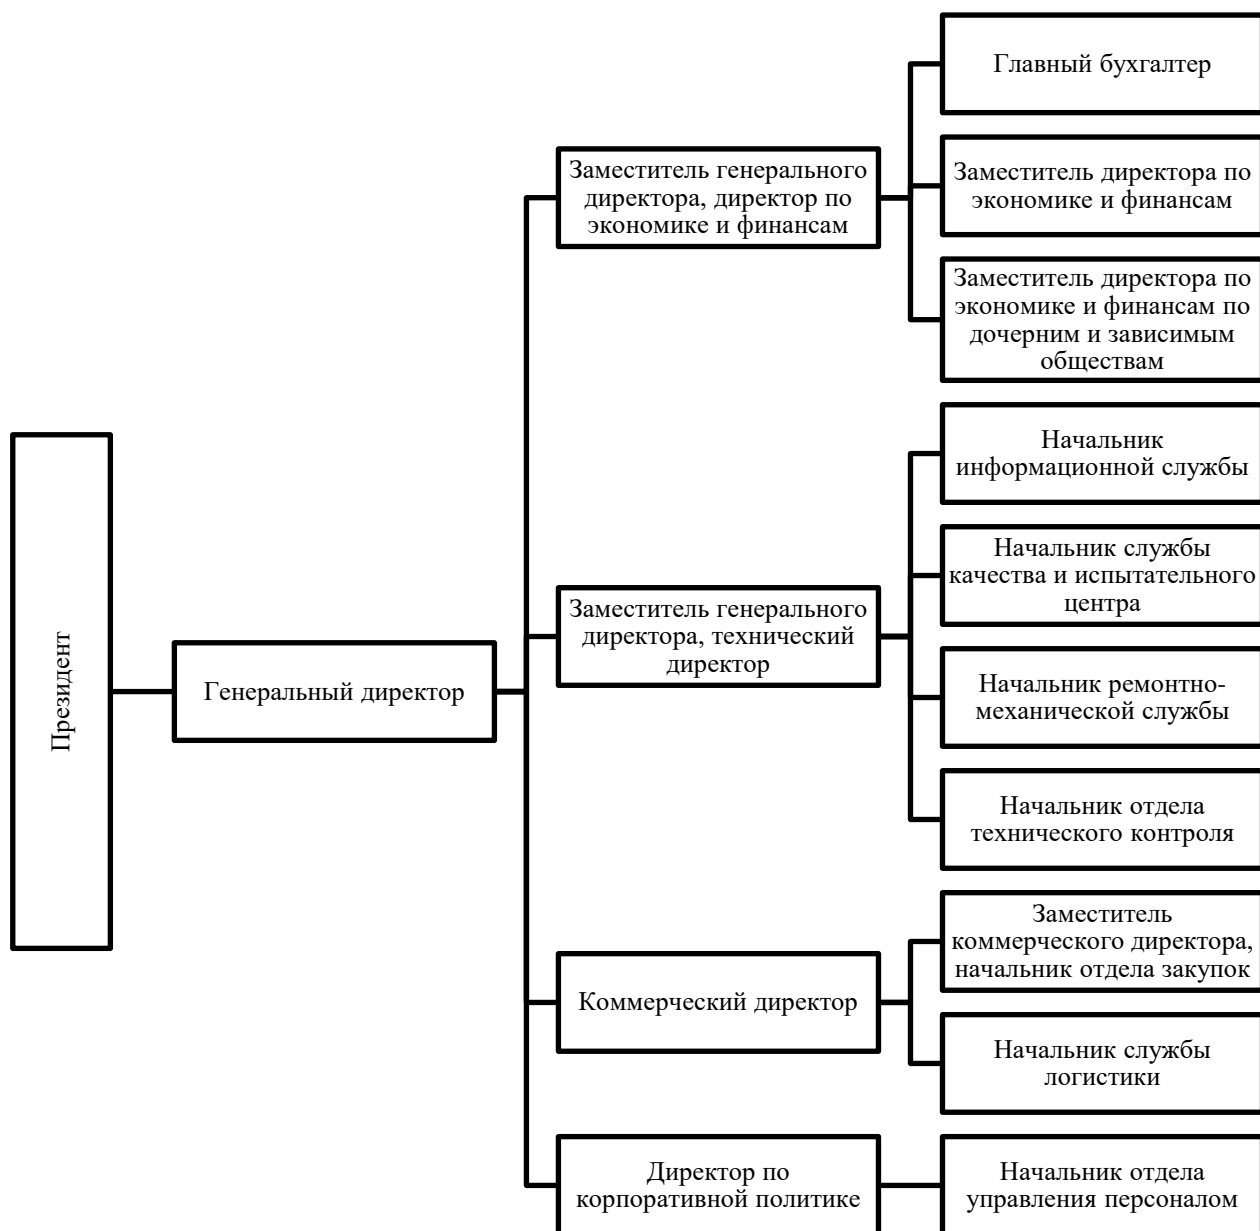 Президент
Генеральный директор
Заместитель генерального
директора, директор по
экономике и финансам
Главный бухгалтер
Заместитель директора по
экономике и финансам
Заместитель директора по
экономике и финансам по
дочерним и зависимым
обществам
Заместитель генерального
директора, технический
директор
Начальник
информационной службы
Начальник службы
качества и испытательного
центра
Начальник ремонтно-
механической службы
Начальник отдела
технического контроля
Коммерческий директор
Заместитель
коммерческого директора,
начальник отдела закупок
Начальник службы
логистики
Директор по
корпоративной политике
Начальник отдела
управления персоналом